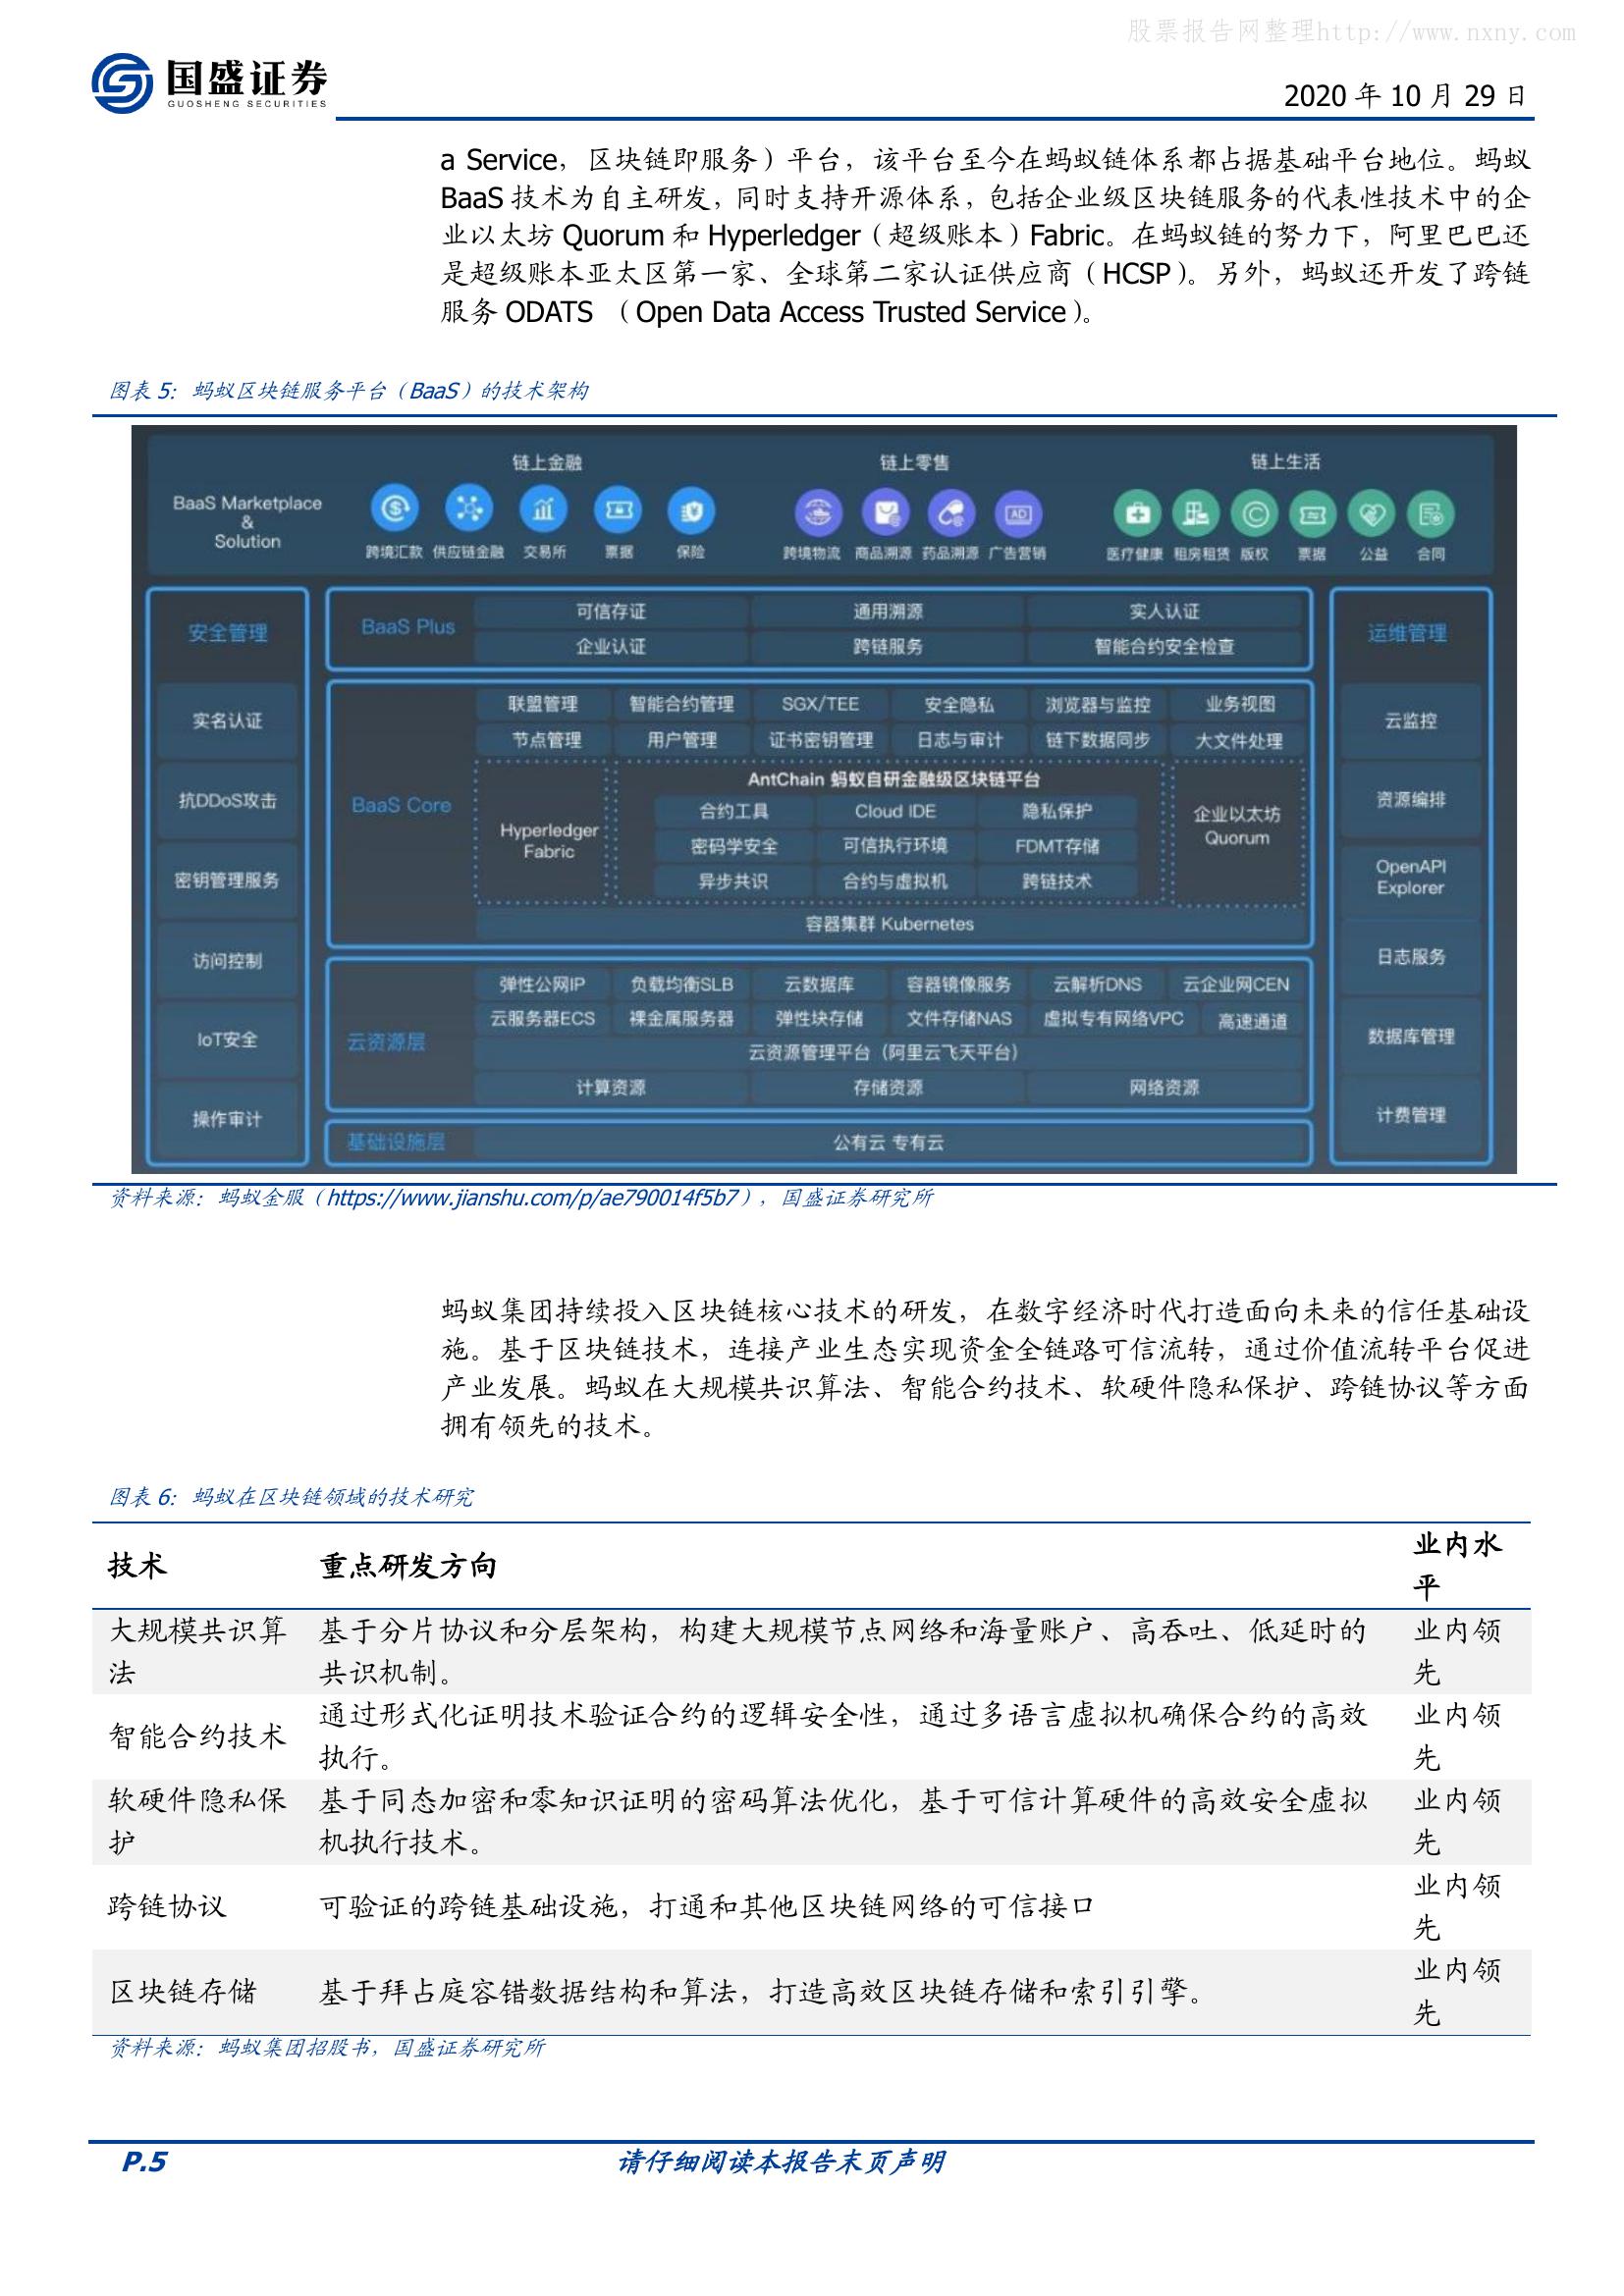 股票报告网整理http://www.nxny.com
国盛证券
GUOSHENG SECURITIES
2020 年 10 月 29 日
a Service，区块链即服务）平台，该平台至今在蚂蚁链体系都占据基础平台地位。蚂蚁
BaaS 技术为自主研发，同时支持开源体系，包括企业级区块链服务的代表性技术中的企
业以太坊 Quorum 和 Hyperledger（超级账本）Fabric。在蚂蚁链的努力下，阿里巴巴还
是超级账本亚太区第一家、全球第二家认证供应商（HCSP）。另外，蚂蚁还开发了跨链
服务 ODATS （Open Data Access Trusted Service）。
图表 5：蚂蚁区块链服务平台（BaaS）的技术架构
链上金融 链上零售 链上生活
BaaS Marketplace
&
Solution
跨境汇款 供应链金融 交易所 票据 保险 跨境物流 商品溯源 药品溯源 广告营销 医疗健康 租房租赁 版权 票据 公益 合同
安全管理
实名认证
抗DDoS攻击
密钥管理服务
访问控制
IoT安全
操作审计
BaaS Plus
可信存证 通用溯源 实人认证
企业认证 跨链服务 智能合约安全检查
BaaS Core
联盟管理 智能合约管理 SGX/TEE 安全隐私 浏览器与监控 业务视图
节点管理 用户管理 证书密钥管理 日志与审计 链下数据同步 大文件处理
Hyperledger
Fabric
AntChain 蚂蚁自研金融级区块链平台
合约工具 Cloud IDE 隐私保护
密码学安全 可信执行环境 FDMT存储
异步共识 合约与虚拟机 跨链技术
企业以太坊
Quorum
容器集群 Kubernetes
云资源层
弹性公网IP 负载均衡SLB 云数据库 容器镜像服务 云解析DNS 云企业网CEN
云服务器ECS 裸金属服务器 弹性块存储 文件存储NAS 虚拟专有网络VPC 高速通道
云资源管理平台（阿里云飞天平台）
计算资源 存储资源 网络资源
基础设施层
公有云 专有云
运维管理
云监控
资源编排
OpenAPI
Explorer
日志服务
数据库管理
计费管理
资料来源：蚂蚁金服（https://www.jianshu.com/p/ae790014f5b7），国盛证券研究所
蚂蚁集团持续投入区块链核心技术的研发，在数字经济时代打造面向未来的信任基础设
施。基于区块链技术，连接产业生态实现资金全链路可信流转，通过价值流转平台促进
产业发展。蚂蚁在大规模共识算法、智能合约技术、软硬件隐私保护、跨链协议等方面
拥有领先的技术。
图表 6：蚂蚁在区块链领域的技术研究
技术 重点研发方向 业内水
平
大规模共识算 基于分片协议和分层架构，构建大规模节点网络和海量账户、高吞吐、低延时的 业内领
法 共识机制。 先
智能合约技术 通过形式化证明技术验证合约的逻辑安全性，通过多语言虚拟机确保合约的高效 业内领
执行。 先
软硬件隐私保 基于同态加密和零知识证明的密码算法优化，基于可信计算硬件的高效安全虚拟 业内领
护 机执行技术。 先
跨链协议 可验证的跨链基础设施，打通和其他区块链网络的可信接口 业内领
先
区块链存储 基于拜占庭容错数据结构和算法，打造高效区块链存储和索引引擎。 业内领
先
资料来源：蚂蚁集团招股书，国盛证券研究所
P.5 请仔细阅读本报告末页声明